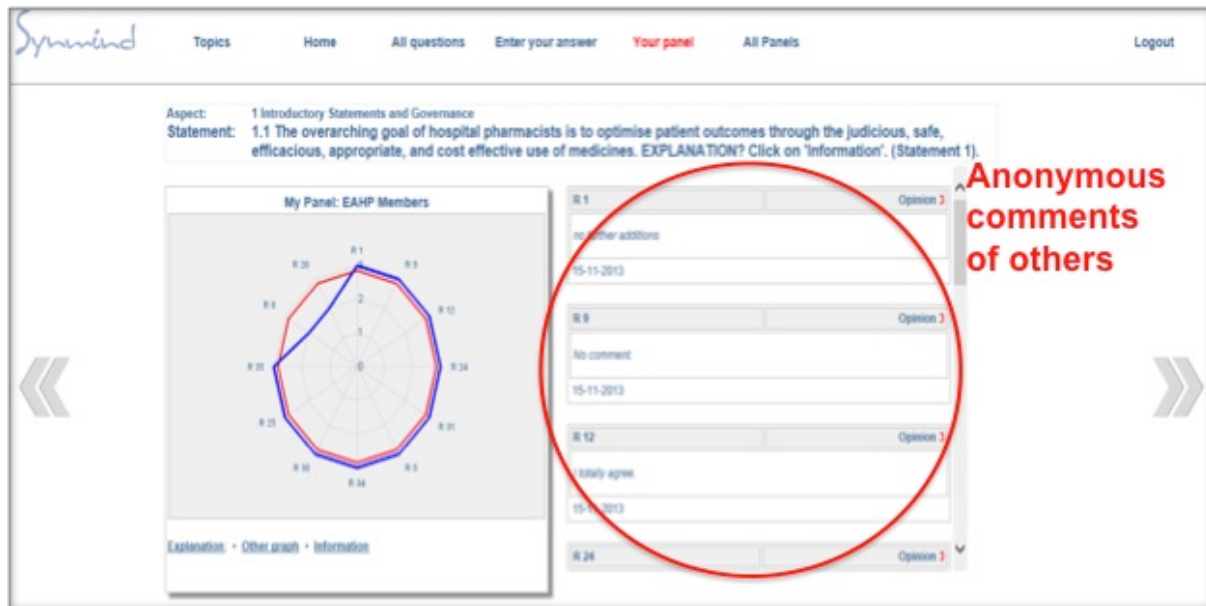 Synmind
Topics Home All questions Enter your answer Your panel All Panels Logout
Aspect: 1 Introductory Statements and Governance
Statement: 1.1 The overarching goal of hospital pharmacists is to optimise patient outcomes through the judicious, safe,
efficacious, appropriate, and cost effective use of medicines. EXPLANATION? Click on 'Information'. (Statement 1).
My Panel: EAHP Members
R 1
R 20 R 9
2
R 8 R 12
1
R 35 0 R 24
R 25 R 31
R 30 R 5
R 34
Explanation • Other graph • Information
R 1 Opinion 3
no further additions
15-11-2013
R 9 Opinion 3
No comment
15-11-2013
R 12 Opinion 3
I totally agree.
15-11-2013
R 24 Opinion 3
Anonymous
comments
of others